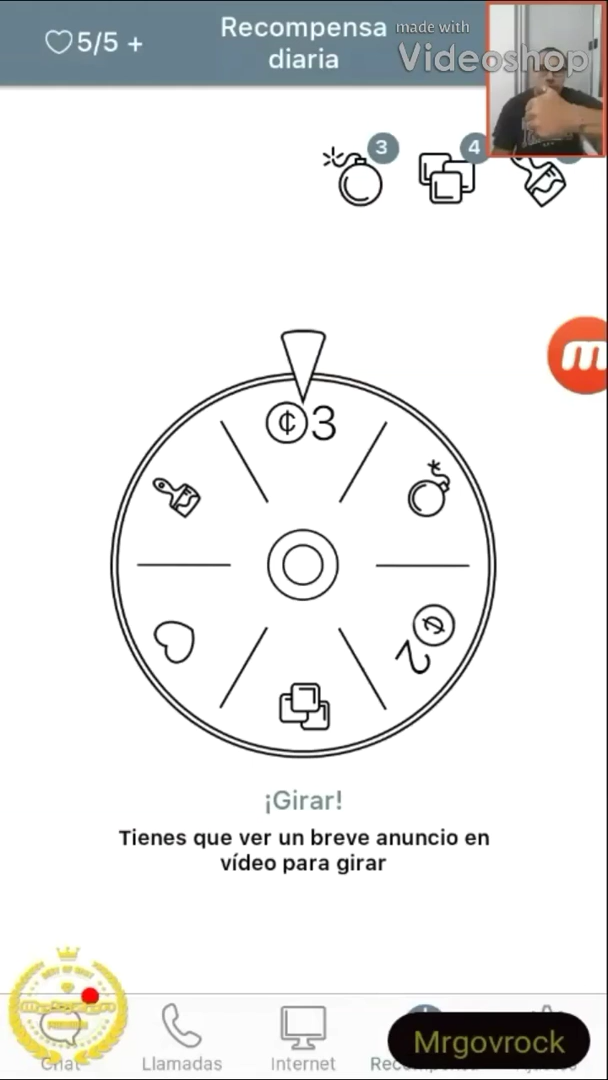 5/5 +
Recompensa
diaria
made with
Videoshop
3
4
¢3
¢2
¡Girar!
Tienes que ver un breve anuncio en
vídeo para girar
Chat
Llamadas
Internet
Mrgovrock